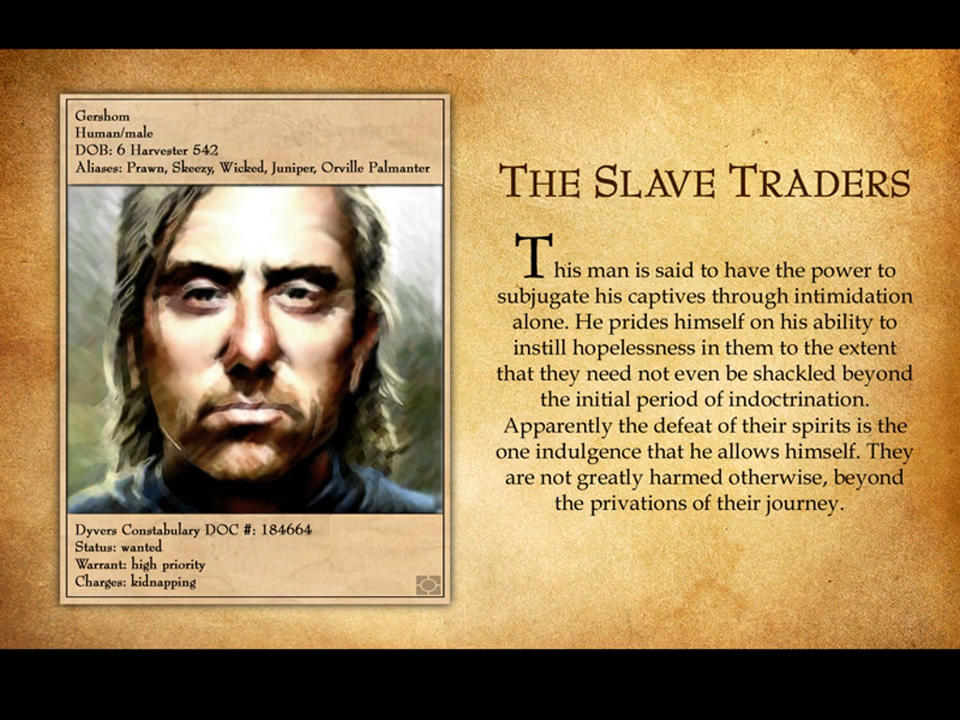 Gershom
Human/male
DOB: 6 Harvester 542
Aliases: Prawn, Skeezy, Wicked, Juniper, Orville Palmanter
Dyvers Constabulary DOC #: 184664
Status: wanted
Warrant: high priority
Charges: kidnapping
The Slave Traders
This man is said to have the power to
subjugate his captives through intimidation
alone. He prides himself on his ability to
instill hopelessness in them to the extent
that they need not even be shackled beyond
the initial period of indoctrination.
Apparently the defeat of their spirits is the
one indulgence that he allows himself. They
are not greatly harmed otherwise, beyond
the privations of their journey.